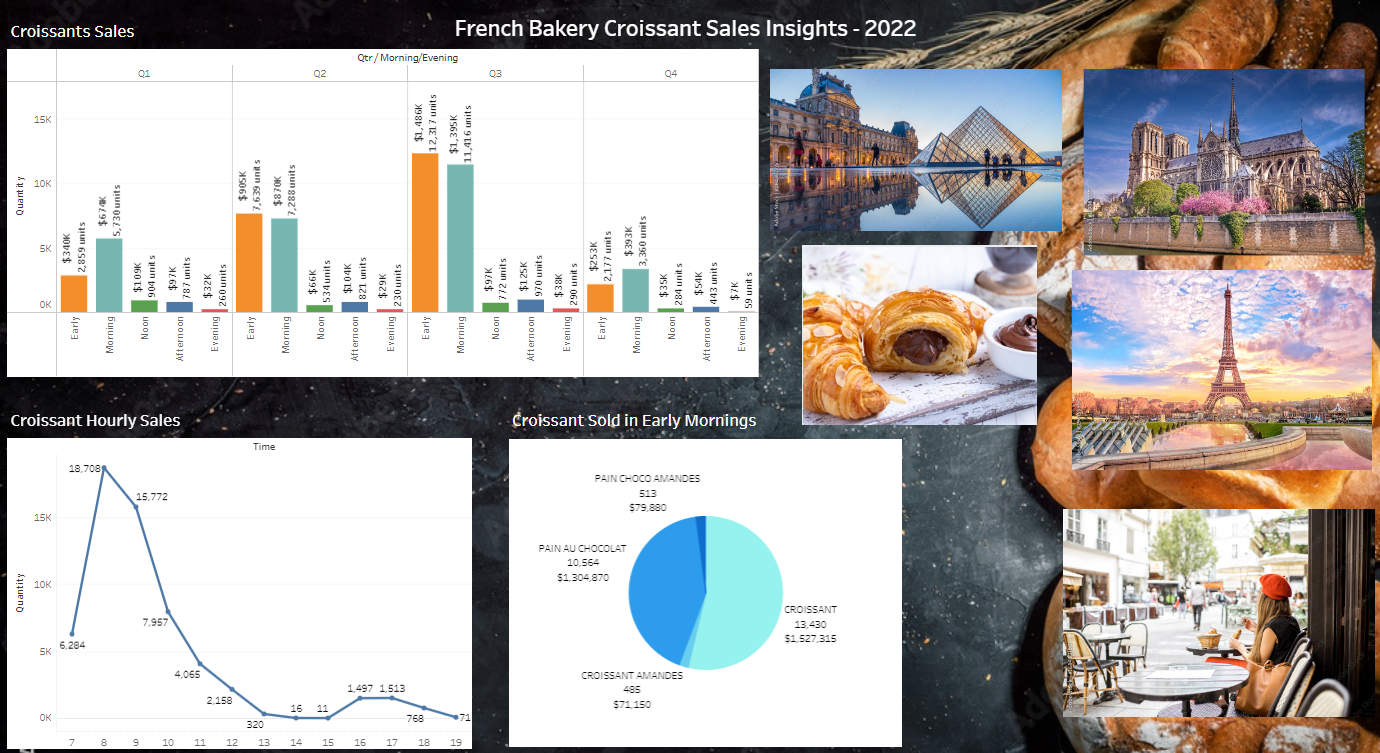 French Bakery Croissant Sales Insights - 2022
Croissants Sales
Qtr / Morning/Evening
Q1
Q2
Q3
Q4
Quantity
15K
10K
5K
0K
$340K
2,859 units
$674K
5,730 units
$109K
904 units
$97K
787 units
$32K
260 units
$905K
7,639 units
$870K
7,288 units
$66K
534 units
$104K
821 units
$29K
230 units
$1,486K
12,317 units
$1,395K
11,416 units
$97K
772 units
$125K
970 units
$38K
290 units
$253K
2,177 units
$393K
3,360 units
$35K
284 units
$54K
443 units
$7K
59 units
Early
Morning
Noon
Afternoon
Evening
Early
Morning
Noon
Afternoon
Evening
Early
Morning
Noon
Afternoon
Evening
Early
Morning
Noon
Afternoon
Evening
Croissant Hourly Sales
Time
Quantity
15K
10K
5K
0K
6,284
18,708
15,772
7,957
4,065
2,158
320
16
11
1,497
1,513
768
71
7
8
9
10
11
12
13
14
15
16
17
18
19
Croissant Sold in Early Mornings
PAIN CHOCO AMANDES
513
$79,880
PAIN AU CHOCOLAT
10,564
$1,304,870
CROISSANT
13,430
$1,527,315
CROISSANT AMANDES
485
$71,150